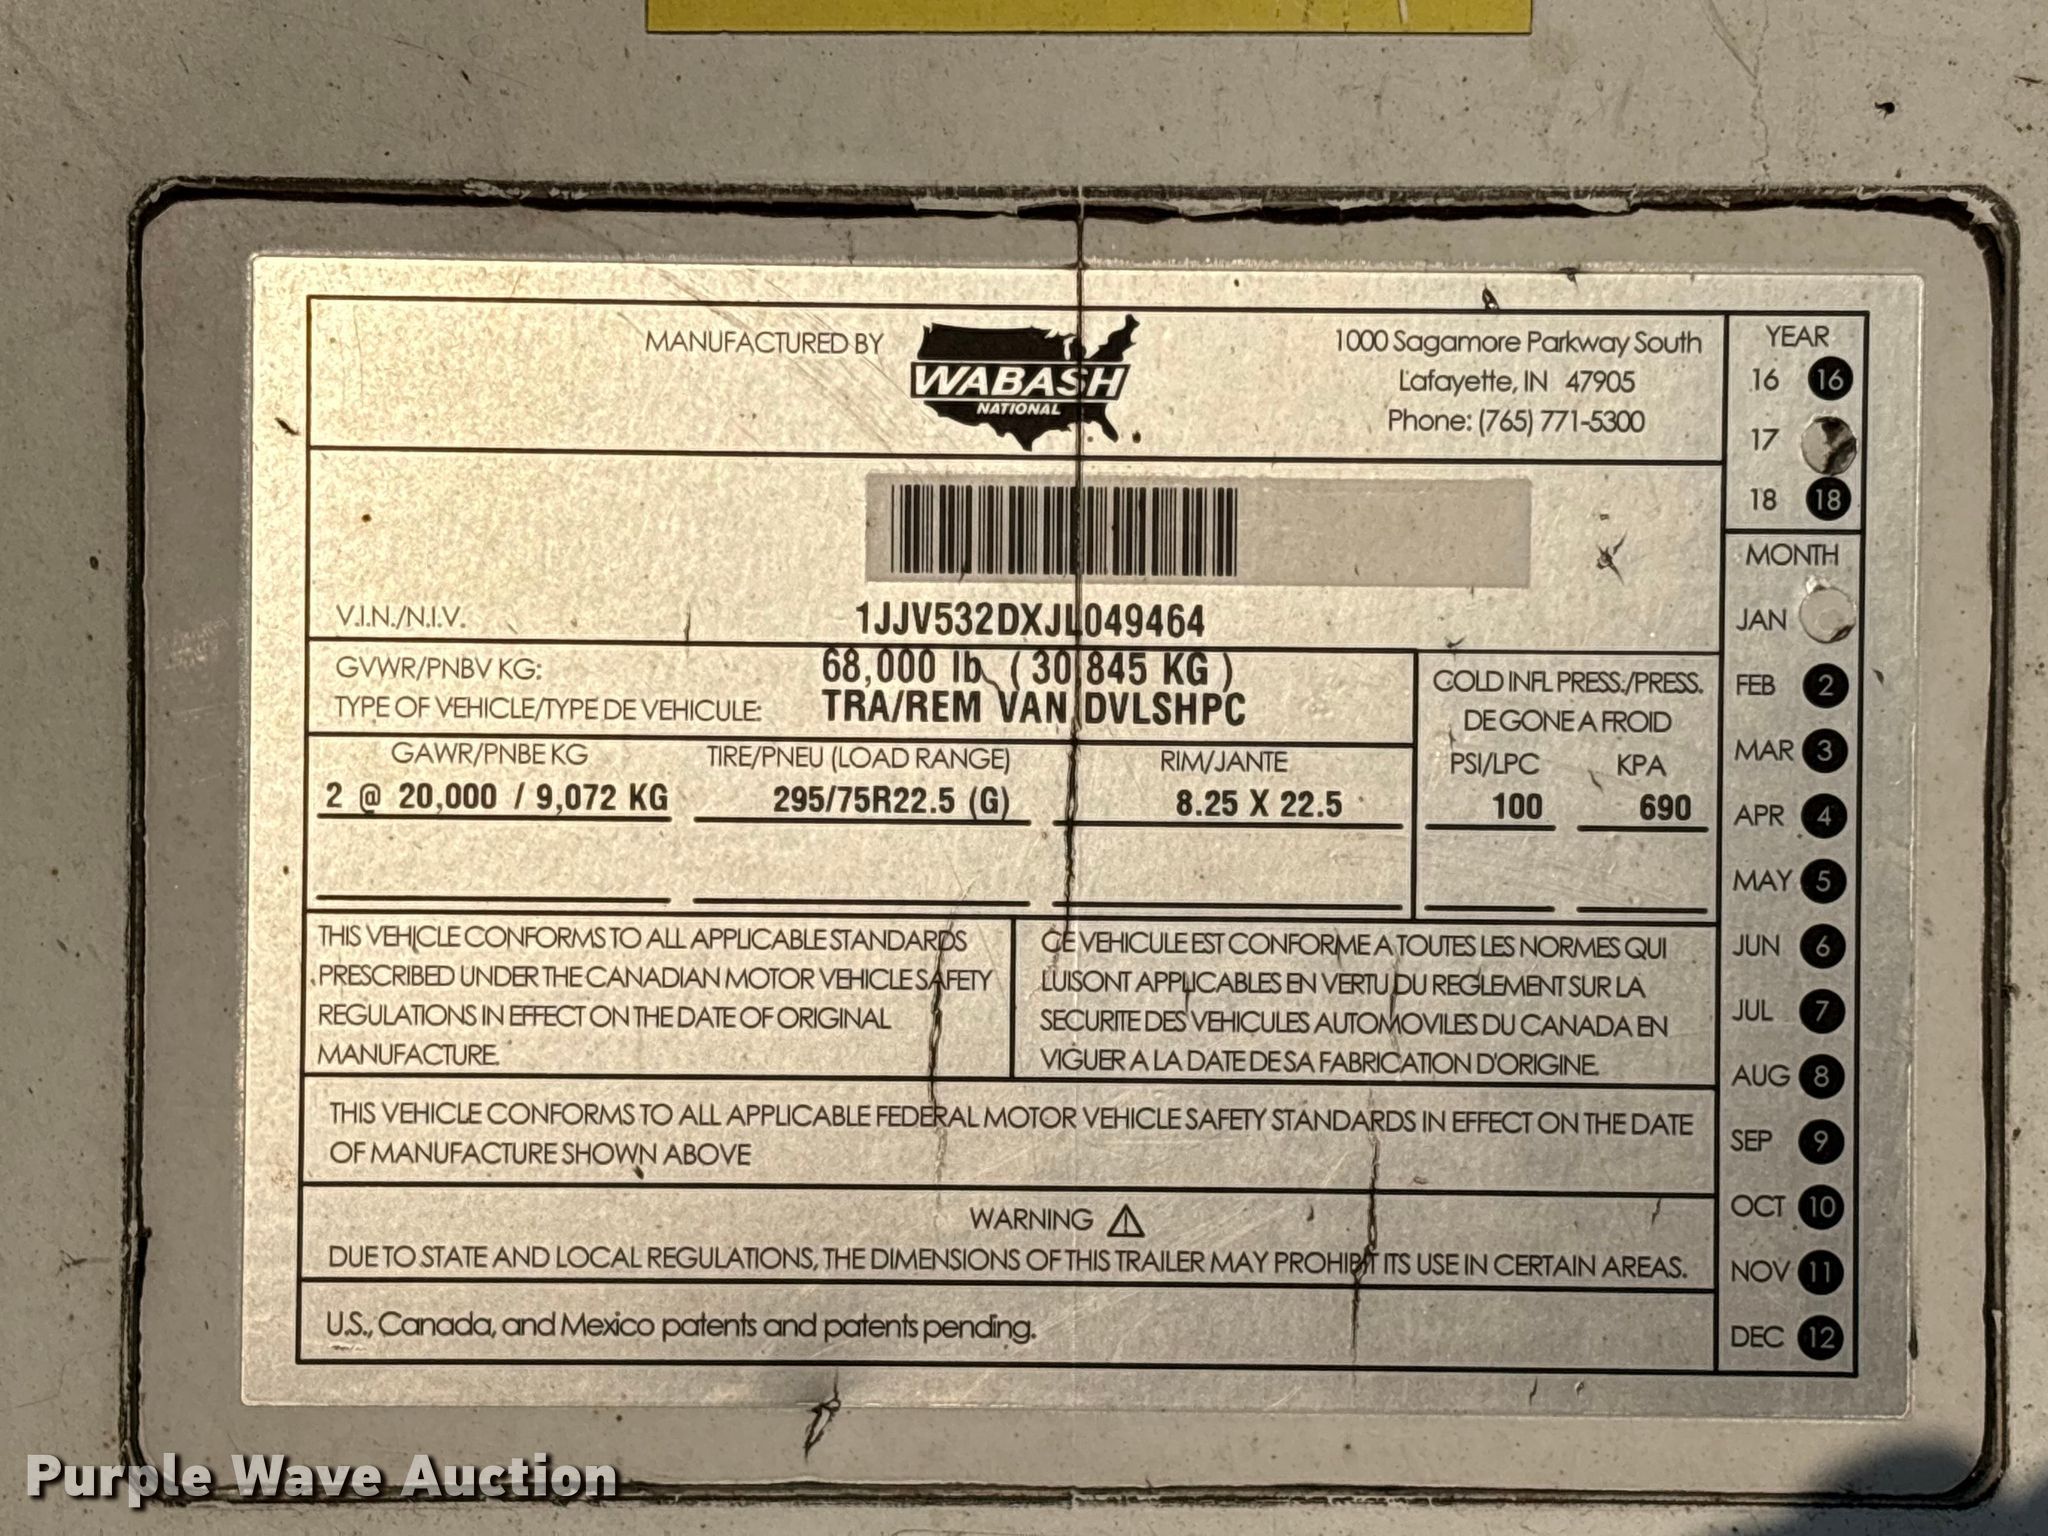 MANUFACTURED BY
WABASH
NATIONAL
1000 Sagamore Parkway South
Lafayette, IN 47905
Phone: (765) 771-5300
V.I.N./N.I.V. 1JJV532DXJL049464
GVWR/PNBV KG: 68,000 lb ( 30,845 KG )
TYPE OF VEHICLE/TYPE DE VEHICULE: TRA/REM VAN DVLSHPC
GAWR/PNBE KG TIRE/PNEU (LOAD RANGE) RIM/JANTE
2 @ 20,000 / 9,072 KG 295/75R22.5 (G) 8.25 X 22.5
COLD INFL PRESS./PRESS.
DE GONE A FROID
PSI/LPC KPA
100 690
THIS VEHICLE CONFORMS TO ALL APPLICABLE STANDARDS
PRESCRIBED UNDER THE CANADIAN MOTOR VEHICLE SAFETY
REGULATIONS IN EFFECT ON THE DATE OF ORIGINAL
MANUFACTURE.
CE VEHICULE EST CONFORME A TOUTES LES NORMES QUI
LUI SONT APPLICABLES EN VERTU DU REGLEMENT SUR LA
SECURITE DES VEHICULES AUTOMOVILES DU CANADA EN
VIGUER A LA DATE DE SA FABRICATION D'ORIGINE.
THIS VEHICLE CONFORMS TO ALL APPLICABLE FEDERAL MOTOR VEHICLE SAFETY STANDARDS IN EFFECT ON THE DATE
OF MANUFACTURE SHOWN ABOVE
WARNING
DUE TO STATE AND LOCAL REGULATIONS, THE DIMENSIONS OF THIS TRAILER MAY PROHIBIT ITS USE IN CERTAIN AREAS.
U.S., Canada, and Mexico patents and patents pending.
YEAR
16 16
17
18 18
MONTH
JAN
FEB 2
MAR 3
APR 4
MAY 5
JUN 6
JUL 7
AUG 8
SEP 9
OCT 10
NOV 11
DEC 12
Purple Wave Auction